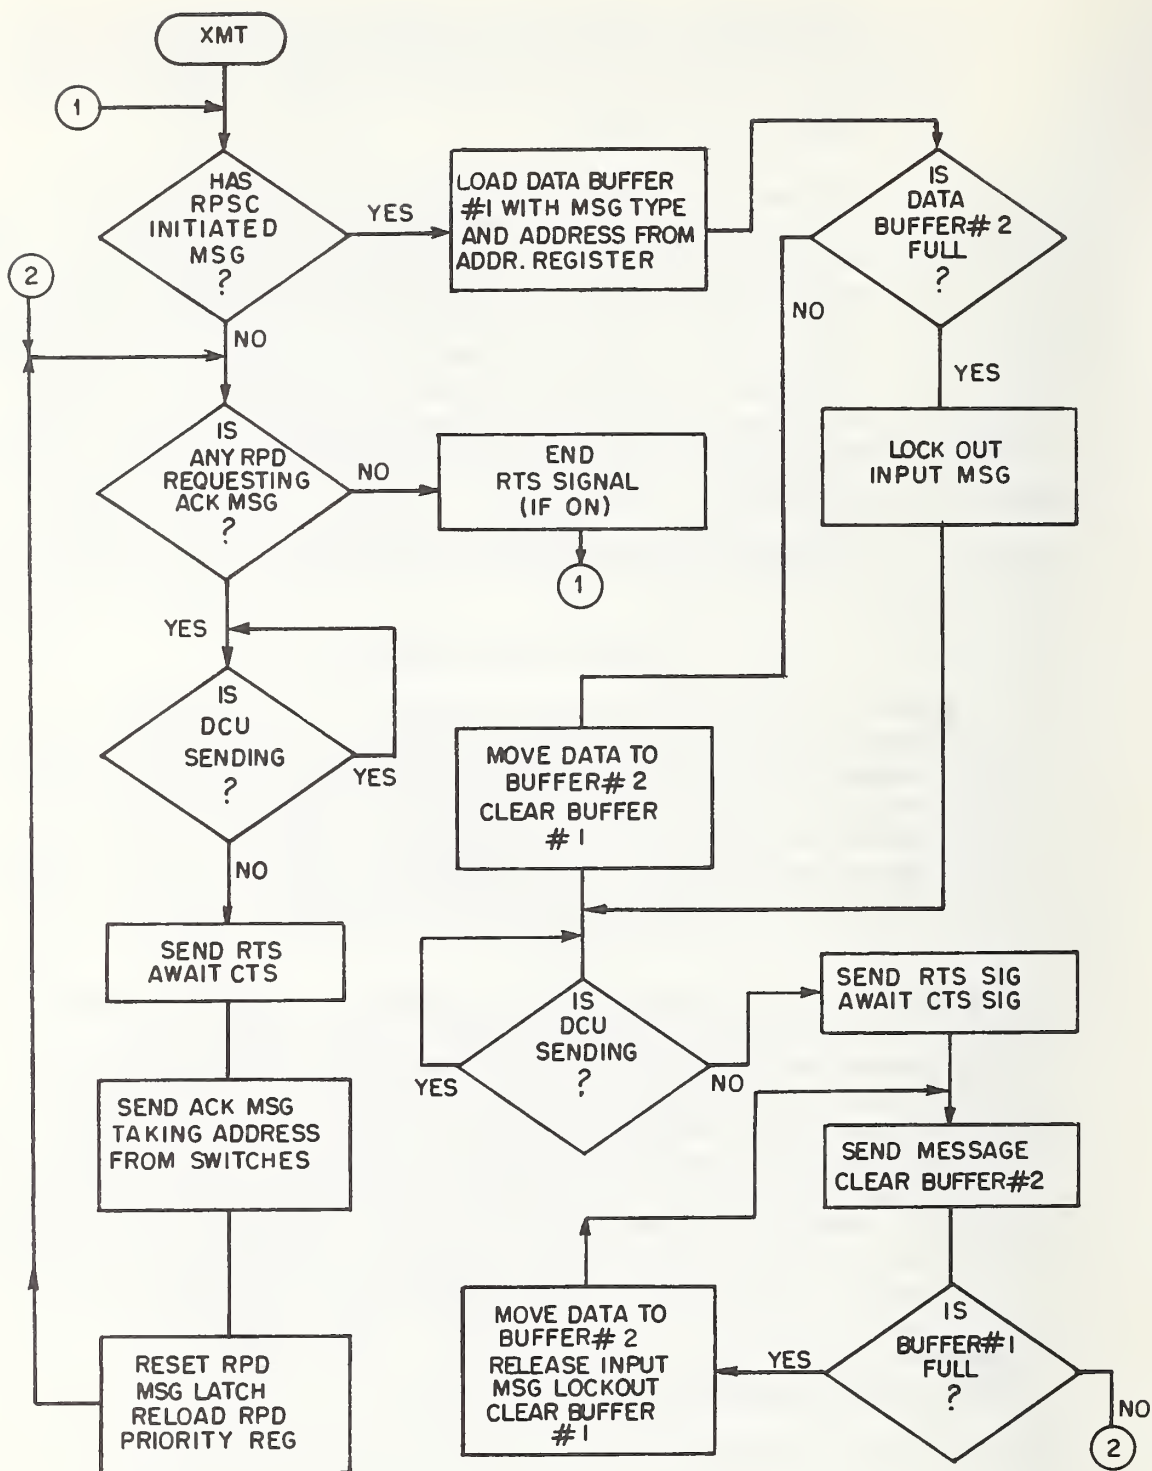 XMT
1
HAS
RPSC
INITIATED
MSG
?
YES
LOAD DATA BUFFER
#1 WITH MSG TYPE
AND ADDRESS FROM
ADDR. REGISTER
IS
DATA
BUFFER# 2
FULL
?
NO
YES
LOCK OUT
INPUT MSG
2
NO
IS
ANY RPD
REQUESTING
ACK MSG
?
NO
END
RTS SIGNAL
(IF ON)
1
YES
IS
DCU
SENDING
?
YES
NO
SEND RTS
AWAIT CTS
SEND ACK MSG
TAKING ADDRESS
FROM SWITCHES
RESET RPD
MSG LATCH
RELOAD RPD
PRIORITY REG
MOVE DATA TO
BUFFER# 2
CLEAR BUFFER
# 1
IS
DCU
SENDING
?
YES
NO
SEND RTS SIG
AWAIT CTS SIG
SEND MESSAGE
CLEAR BUFFER#2
IS
BUFFER#1
FULL
?
YES
MOVE DATA TO
BUFFER# 2
RELEASE INPUT
MSG LOCKOUT
CLEAR BUFFER
# 1
NO
2